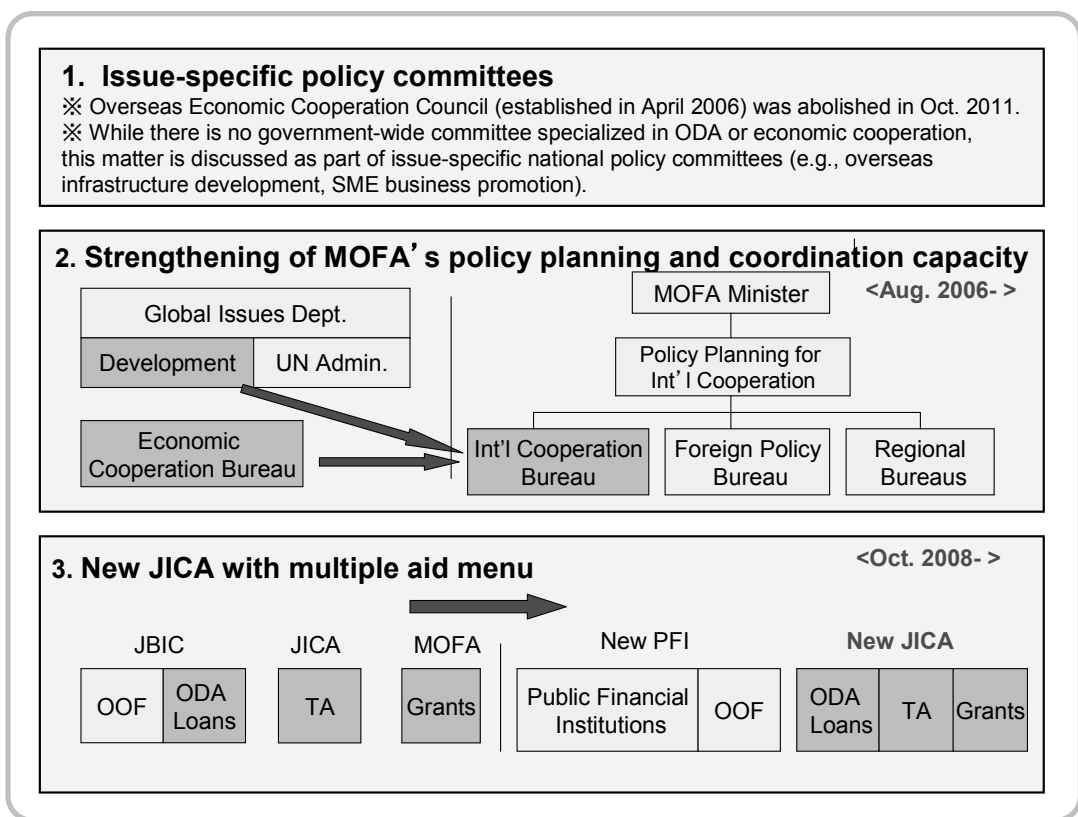 1. Issue-specific policy committees
※ Overseas Economic Cooperation Council (established in April 2006) was abolished in Oct. 2011.
※ While there is no government-wide committee specialized in ODA or economic cooperation,
this matter is discussed as part of issue-specific national policy committees (e.g., overseas
infrastructure development, SME business promotion).
2. Strengthening of MOFA's policy planning and coordination capacity
<Aug. 2006- >
Global Issues Dept.
Development
UN Admin.
Economic
Cooperation Bureau
MOFA Minister
Policy Planning for
Int' l Cooperation
Int'l Cooperation
Bureau
Foreign Policy
Bureau
Regional
Bureaus
3. New JICA with multiple aid menu
<Oct. 2008- >
JBIC
JICA
MOFA
New PFI
New JICA
OOF
ODA
Loans
TA
Grants
Public Financial
Institutions
OOF
ODA
Loans
TA
Grants